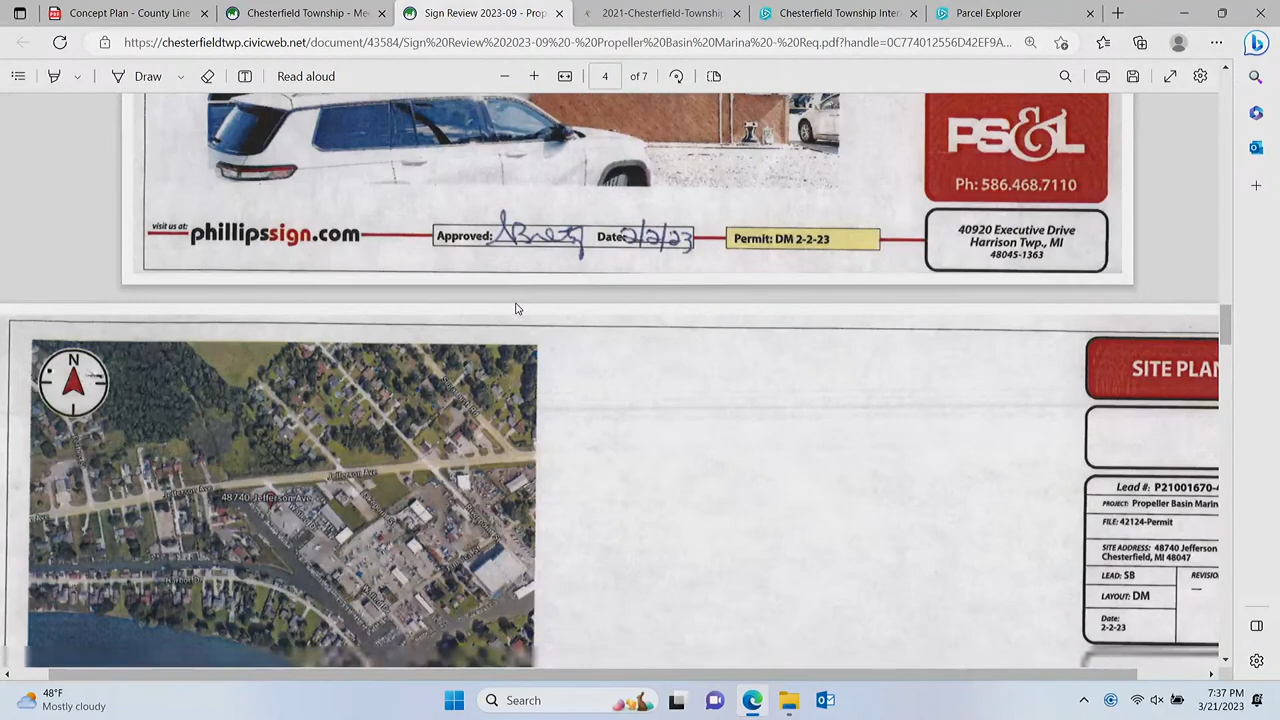 Concept Plan - County Line
Chesterfield Township - Me
Sign Review 2023-09 - Prop
2021-Chesterfield-Township
Chesterfield Township Inter
Parcel Explorer
https://chesterfieldtwp.civicweb.net/document/43584/Sign%20Review%202023-09%20-%20Propeller%20Basin%20Marina%20-%20Req.pdf?handle=0C774012556D42EF9A...
Draw
Read aloud
4 of 7
PS&L
Ph: 586.468.7110
visit us at:
phillipssign.com
Approved:
Date: 2/2/23
Permit: DM 2-2-23
40920 Executive Drive
Harrison Twp., MI
48045-1363
N
Jefferson Ave
Jefferson Ave
48740 Jefferson Ave
Harbor Dr
SITE PLAN
Lead #: P21001670-
PROJECT: Propeller Basin Marin
FILE: 42124-Permit
SITE ADDRESS: 48740 Jefferson
Chesterfield, MI 48047
LEAD: SB
REVISIO
LAYOUT: DM
Date:
2-2-23
48°F
Mostly cloudy
Search
7:37 PM
3/21/2023